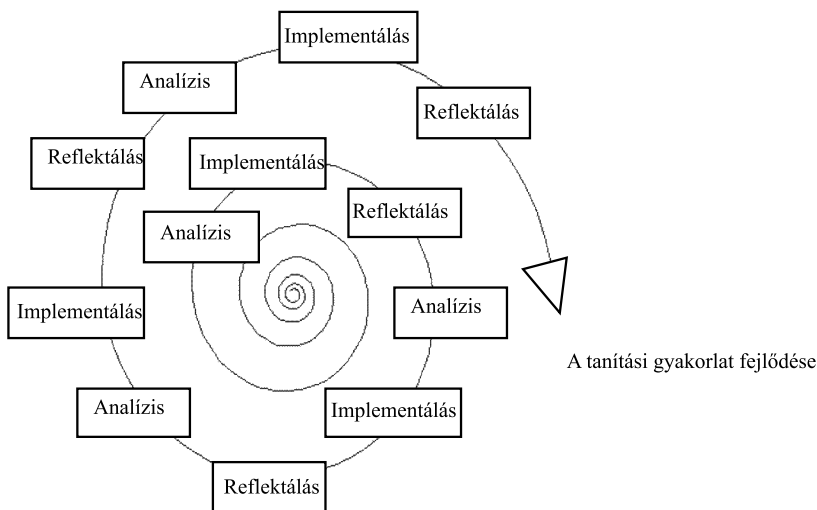 Implementálás
Analízis
Reflektálás
Reflektálás
Implementálás
Reflektálás
Analízis
Implementálás
Analízis
A tanítási gyakorlat fejlődése
Analízis
Implementálás
Reflektálás